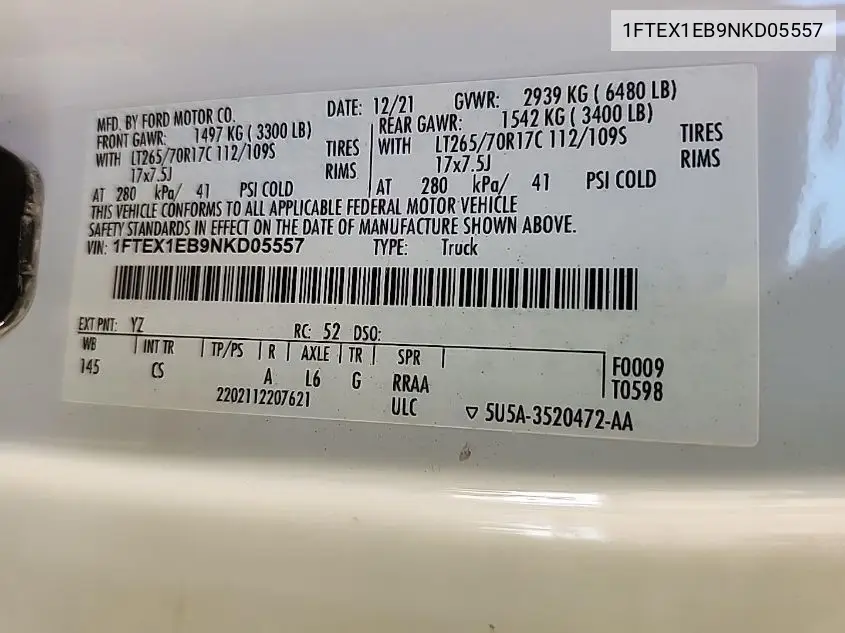 1FTEX1EB9NKD05557
MFD. BY FORD MOTOR CO. DATE: 12/21 GVWR: 2939 KG ( 6480 LB)
FRONT GAWR: 1497 KG ( 3300 LB) REAR GAWR: 1542 KG ( 3400 LB)
WITH LT265/70R17C 112/109S TIRES WITH LT265/70R17C 112/109S TIRES
17x7.5J RIMS 17x7.5J RIMS
AT 280 kPa/ 41 PSI COLD AT 280 kPa/ 41 PSI COLD
THIS VEHICLE CONFORMS TO ALL APPLICABLE FEDERAL MOTOR VEHICLE
SAFETY STANDARDS IN EFFECT ON THE DATE OF MANUFACTURE SHOWN ABOVE.
VIN: 1FTEX1EB9NKD05557 TYPE: Truck
EXT PNT: YZ RC: 52 DSO:
WB INT TR TP/PS R AXLE TR SPR
145 CS A L6 G RRAA F0009
T0598
2202112207621 ULC ▽ 5U5A-3520472-AA